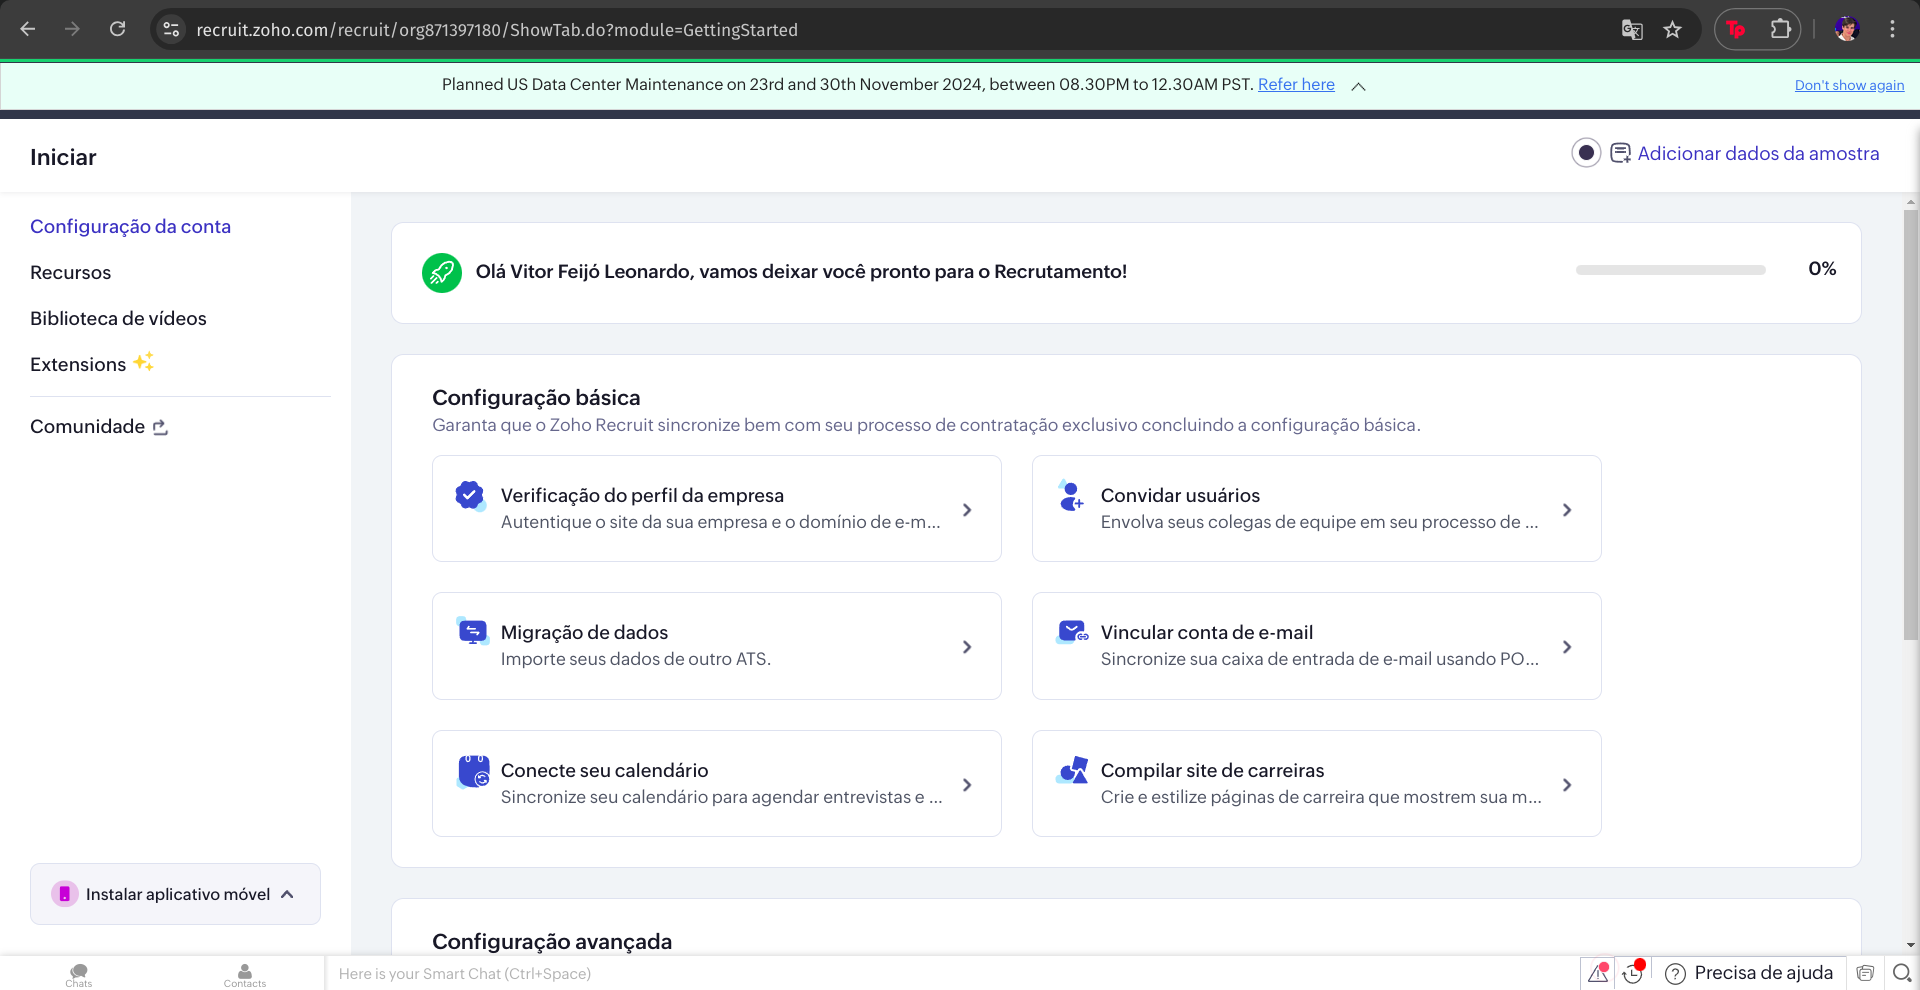 recruit.zoho.com/recruit/org871397180/ShowTab.do?module=GettingStarted
Tp
Planned US Data Center Maintenance on 23rd and 30th November 2024, between 08.30PM to 12.30AM PST. Refer here
Don't show again
Iniciar
Adicionar dados da amostra
Configuração da conta
Recursos
Biblioteca de vídeos
Extensions
Comunidade
Olá Vitor Feijó Leonardo, vamos deixar você pronto para o Recrutamento!
0%
Configuração básica
Garanta que o Zoho Recruit sincronize bem com seu processo de contratação exclusivo concluindo a configuração básica.
Verificação do perfil da empresa
Autentique o site da sua empresa e o domínio de e-m...
Convidar usuários
Envolva seus colegas de equipe em seu processo de ...
Migração de dados
Importe seus dados de outro ATS.
Vincular conta de e-mail
Sincronize sua caixa de entrada de e-mail usando PO...
Conecte seu calendário
Sincronize seu calendário para agendar entrevistas e ...
Compilar site de carreiras
Crie e estilize páginas de carreira que mostrem sua m...
Instalar aplicativo móvel
Configuração avançada
Chats
Contacts
Here is your Smart Chat (Ctrl+Space)
Precisa de ajuda